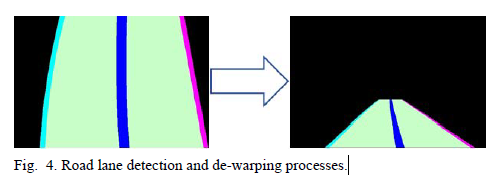 Fig. 4. Road lane detection and de-warping processes.